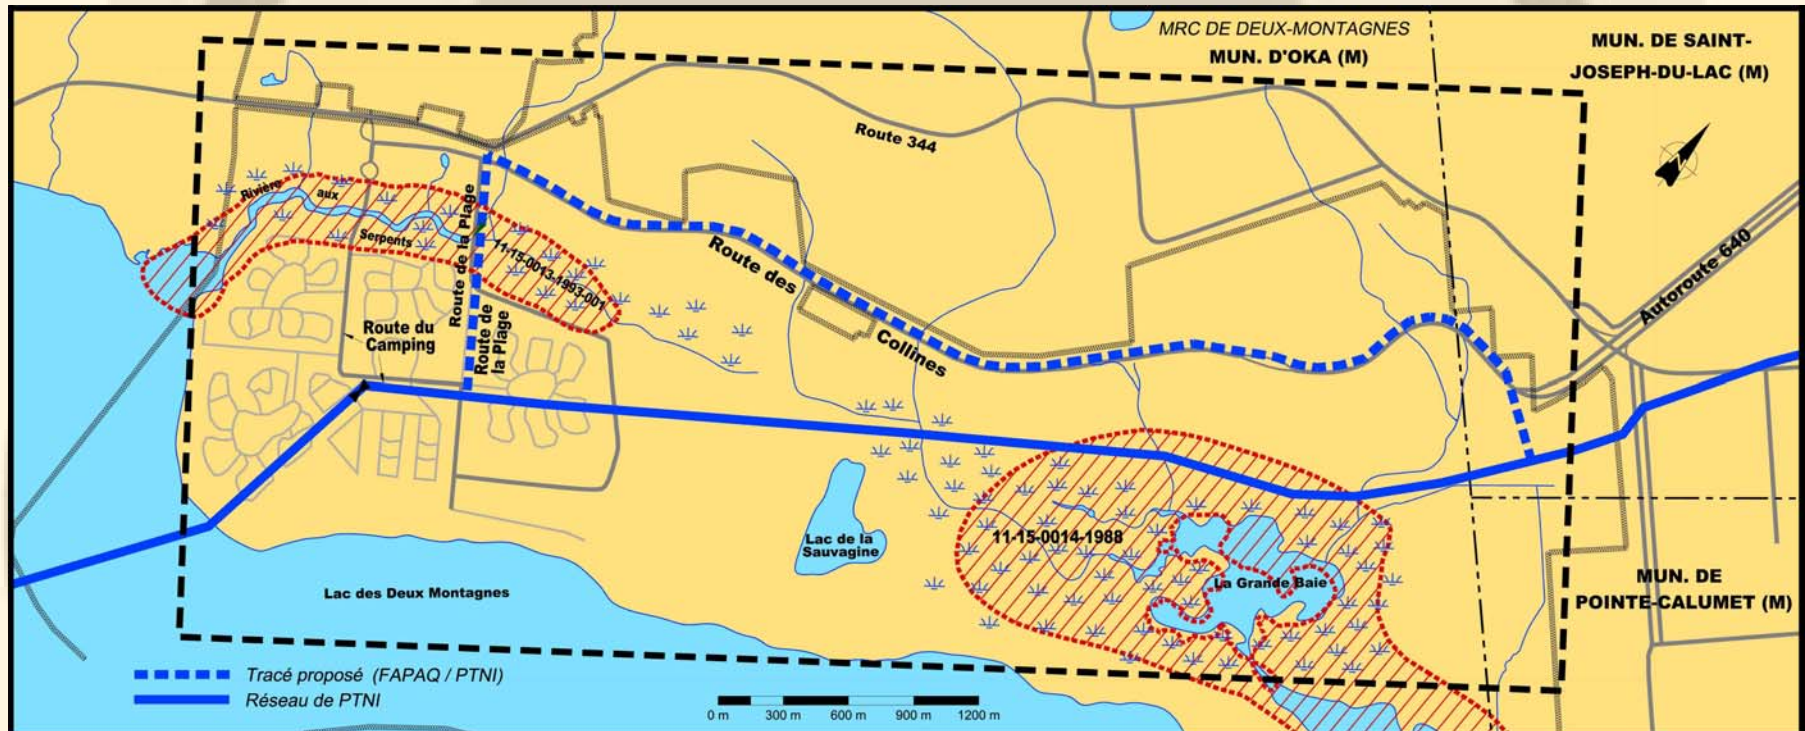 MRC DE DEUX-MONTAGNES
MUN. D'OKA (M)
MUN. DE SAINT-
JOSEPH-DU-LAC (M)
Route 344
Rivière
aux
Serpents
Route de la Plage
11-15-0013-1993-001
Route des
Collines
Autoroute 640
Route du
Camping
Route de
la Plage
11-15-0014-1988
Lac de la
Sauvagine
La Grande Baie
MUN. DE
POINTE-CALUMET (M)
Lac des Deux Montagnes
Tracé proposé (FAPAQ / PTNI)
Réseau de PTNI
0 m 300 m 600 m 900 m 1200 m